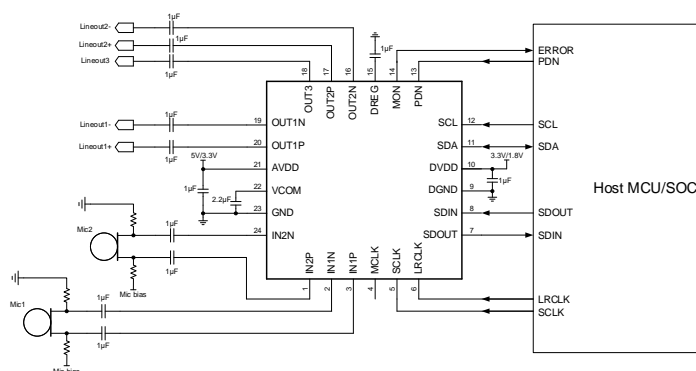 Lineout2-
1µF
Lineout2+
1µF
Lineout3
1µF
1µF
ERROR
PDN
18
17
16
15
14
13
OUT3
OUT2P
OUT2N
DREG
MON
PDN
Lineout1-
1µF
19
OUT1N
SCL
12
SCL
Lineout1+
1µF
20
OUT1P
SDA
11
SDA
5V/3.3V
21
AVDD
DVDD
10
3.3V/1.8V
1µF
22
VCOM
DGND
9
1µF
2.2µF
23
GND
SDIN
8
SDOUT
Host MCU/SOC
1µF
24
IN2N
SDOUT
7
SDIN
Mic2
1µF
IN2P
IN1N
IN1P
MCLK
SCLK
LRCLK
1
2
3
4
5
6
Mic bias
Mic1
1µF
LRCLK
SCLK
1µF
Mic bias